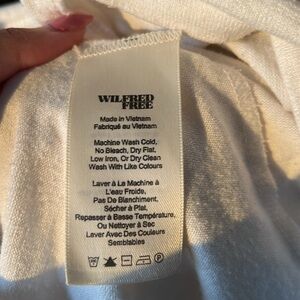 WILFRED
FREE
Made in Vietnam
Fabriqué au Vietnam
Machine Wash Cold,
No Bleach, Dry Flat,
Low Iron, Or Dry Clean
Wash With Like Colours
Laver à La Machine à
L'eau Froide,
Pas De Blanchiment,
Sécher à Plat,
Repasser à Basse Température,
Ou Nettoyer à Sec
Laver Avec Des Couleurs
Semblables